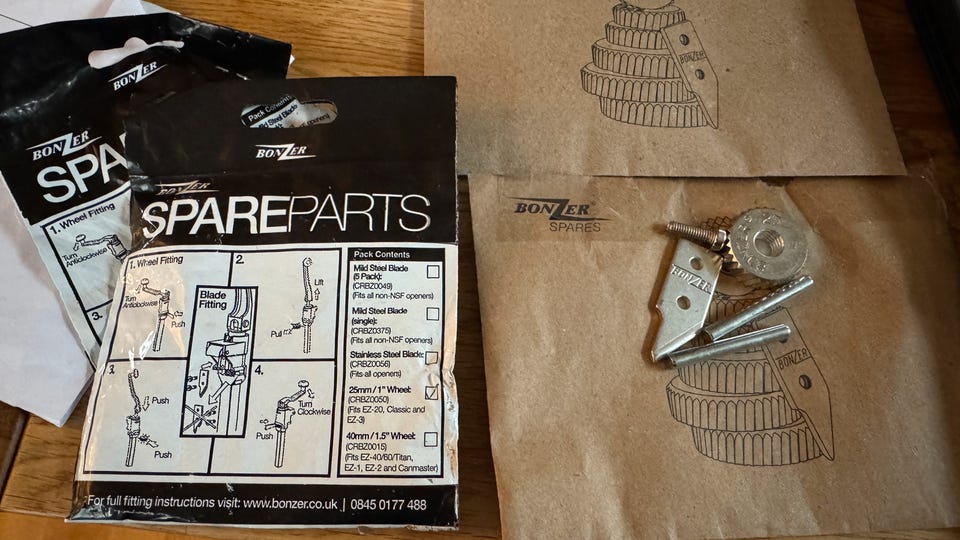 BONZER
BONZER
SPA
1. Wheel Fitting
Turn
Anticlockwise
3.
Pack Contents
BONZER
BONZER
SPAREPARTS
1. Wheel Fitting
Turn
Anticlockwise
Push
Blade
Fitting
2.
Lift
Pull
3.
Push
Push
4.
Turn
Clockwise
Push
Pack Contents
Mild Steel Blade
(5 Pack):
(CRBZ0049)
(Fits all non-NSF openers)
Mild Steel Blade
(single):
(CRBZ0375)
(Fits all non-NSF openers)
Stainless Steel Blade:
(CRBZ0056)
(Fits all openers)
25mm / 1" Wheel:
(CRBZ0050)
(Fits EZ-20, Classic and
EZ-3)
40mm / 1.5" Wheel:
(CRBZ0015)
(Fits EZ-40/60/Titan,
EZ-1, EZ-2 and Canmaster)
For full fitting instructions visit: www.bonzer.co.uk | 0845 0177 488
BONZER
BONZER®
SPARES
BONZER
BONZER